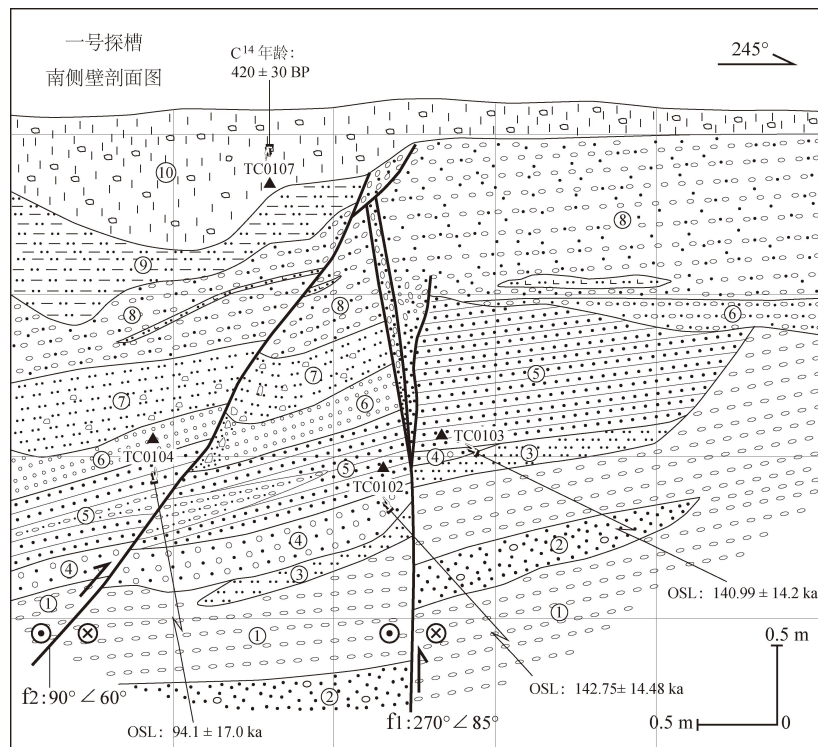 一号探槽
南侧壁剖面图
C¹⁴ 年龄：
420 ± 30 BP
245°
TC0107
⑩
⑧
⑨
⑥
⑧
⑧
⑤
⑦
⑦
⑥
TC0103
④
③
⑥
TC0104
⑤
TC0102
⑤
④
②
④
③
①
OSL：140.99 ± 14.2 ka
①
①
0.5 m
OSL：142.75± 14.48 ka
②
f2:90°∠60°
f1:270°∠85°
0.5 m
0
OSL：94.1 ± 17.0 ka